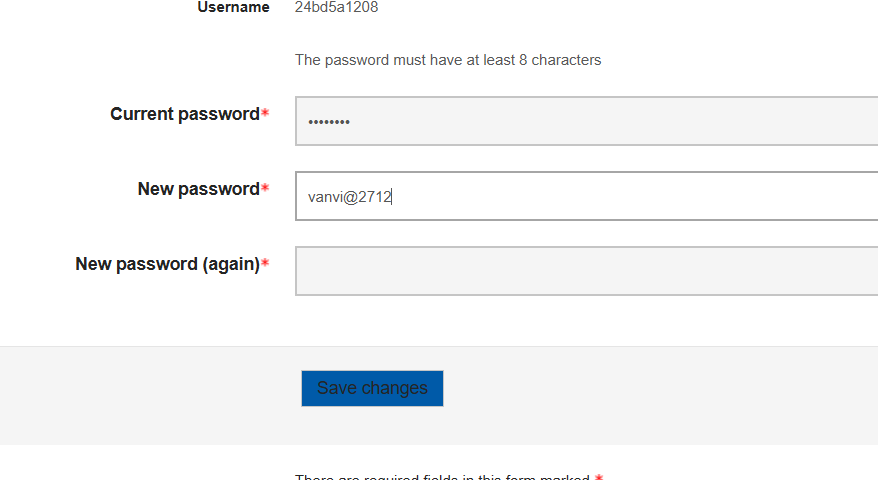 Username 24bd5a1208
The password must have at least 8 characters
Current password* ••••••••
New password* vanvi@2712
New password (again)*
Save changes
There are required fields in this form marked *